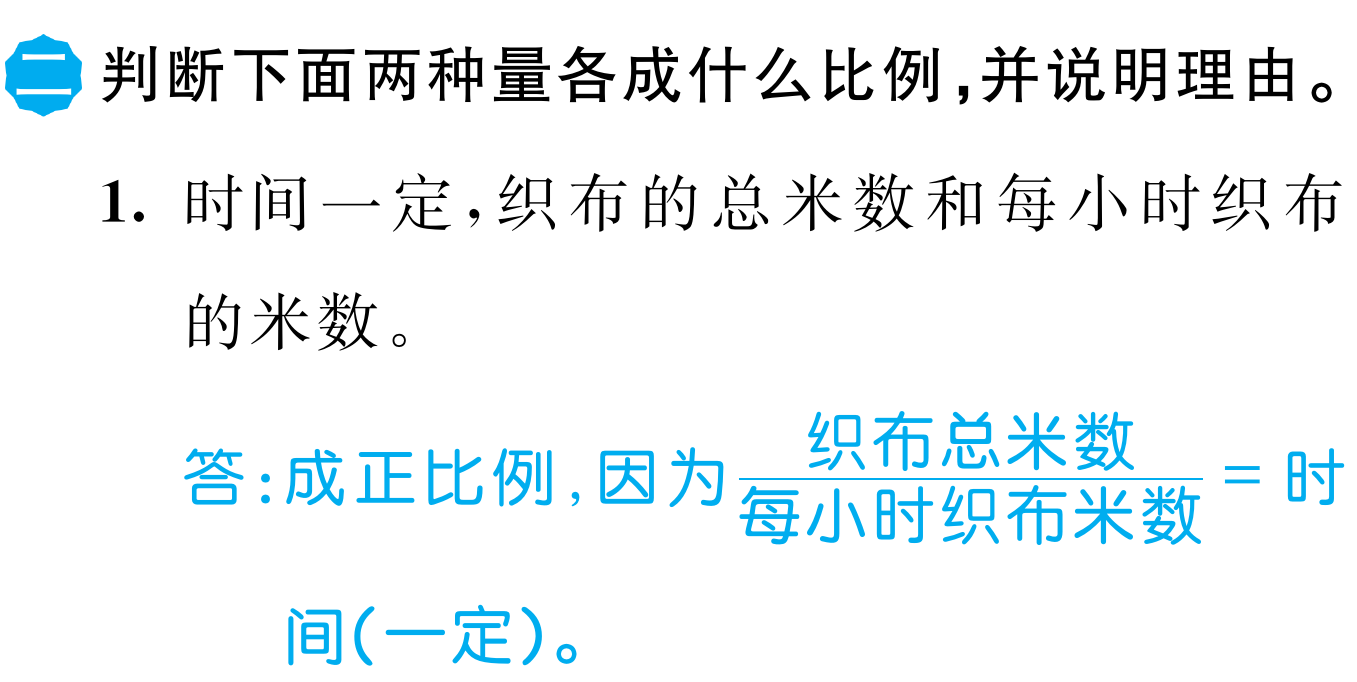 二 判断下面两种量各成什么比例,并说明理由。
1. 时间一定,织布的总米数和每小时织布
的米数。
答:成正比例,因为织布总米数/每小时织布米数 = 时
间(一定)。